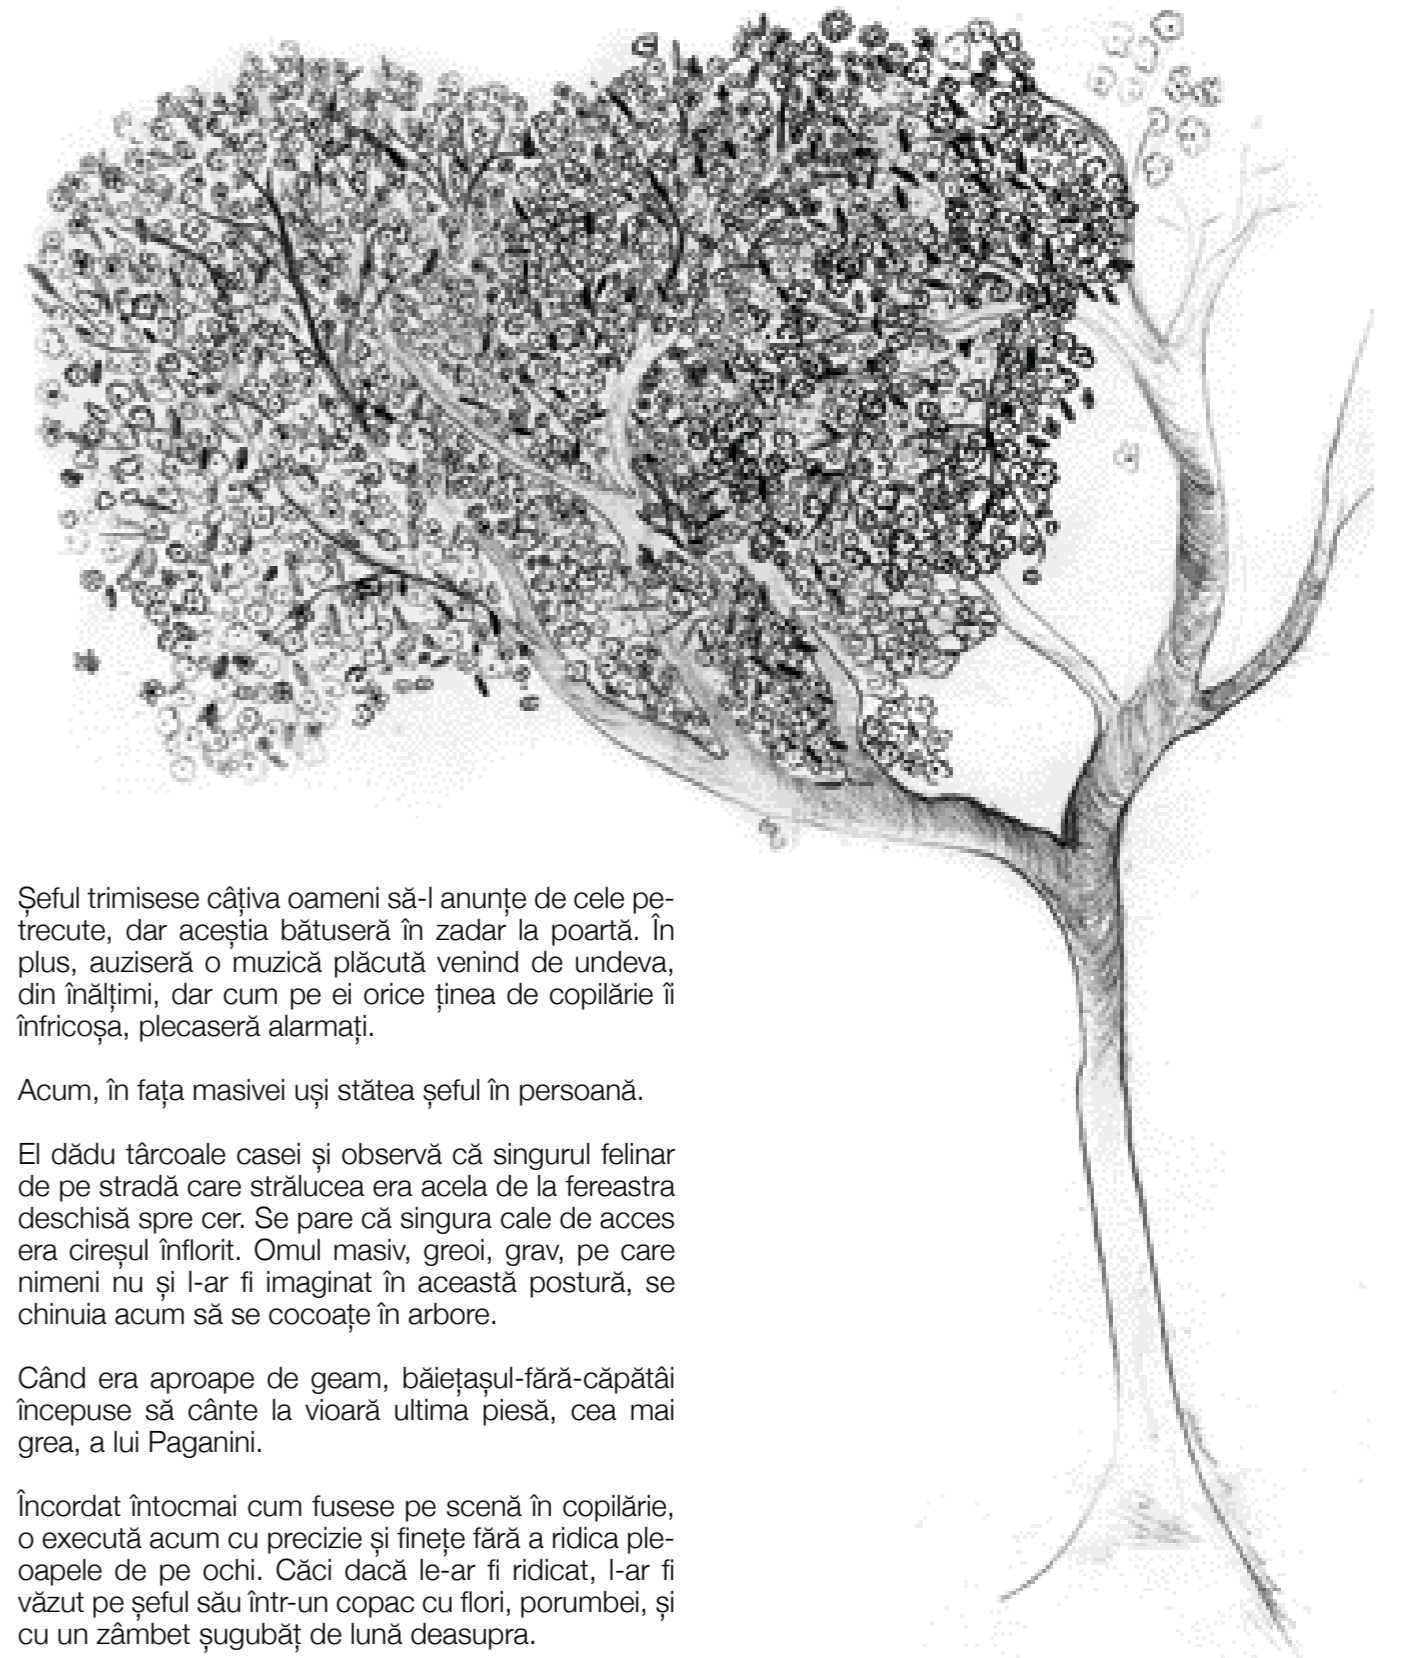 Șeful trimisese câțiva oameni să-l anunțe de cele pe-
trecute, dar aceștia bătuseră în zadar la poartă. În
plus, auziseră o muzică plăcută venind de undeva,
din înălțimi, dar cum pe ei orice ținea de copilărie îi
înfricoșa, plecaseră alarmați.

Acum, în fața masivei uși stătea șeful în persoană.

El dădu târcoale casei și observă că singurul felinar
de pe stradă care strălucea era acela de la fereastra
deschisă spre cer. Se pare că singura cale de acces
era cireșul înflorit. Omul masiv, greoi, grav, pe care
nimeni nu și l-ar fi imaginat în această postură, se
chinuia acum să se cocoațe în arbore.

Când era aproape de geam, băiețașul-fără-căpătâi
începuse să cânte la vioară ultima piesă, cea mai
grea, a lui Paganini.

Încordat întocmai cum fusese pe scenă în copilărie,
o execută acum cu precizie și finețe fără a ridica ple-
oapele de pe ochi. Căci dacă le-ar fi ridicat, l-ar fi
văzut pe șeful său într-un copac cu flori, porumbei, și
cu un zâmbet șugubăț de lună deasupra.